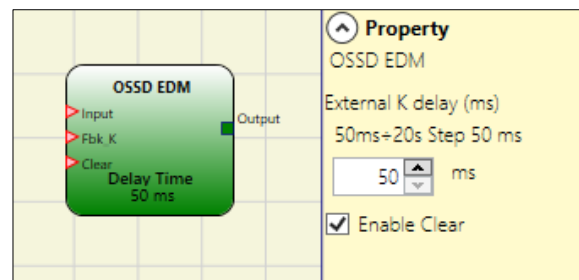 OSSD EDM
Input
Fbk_K
Clear
Output
Delay Time
50 ms
Property
OSSD EDM
External K delay (ms)
50ms÷20s Step 50 ms
50 ms
Enable Clear